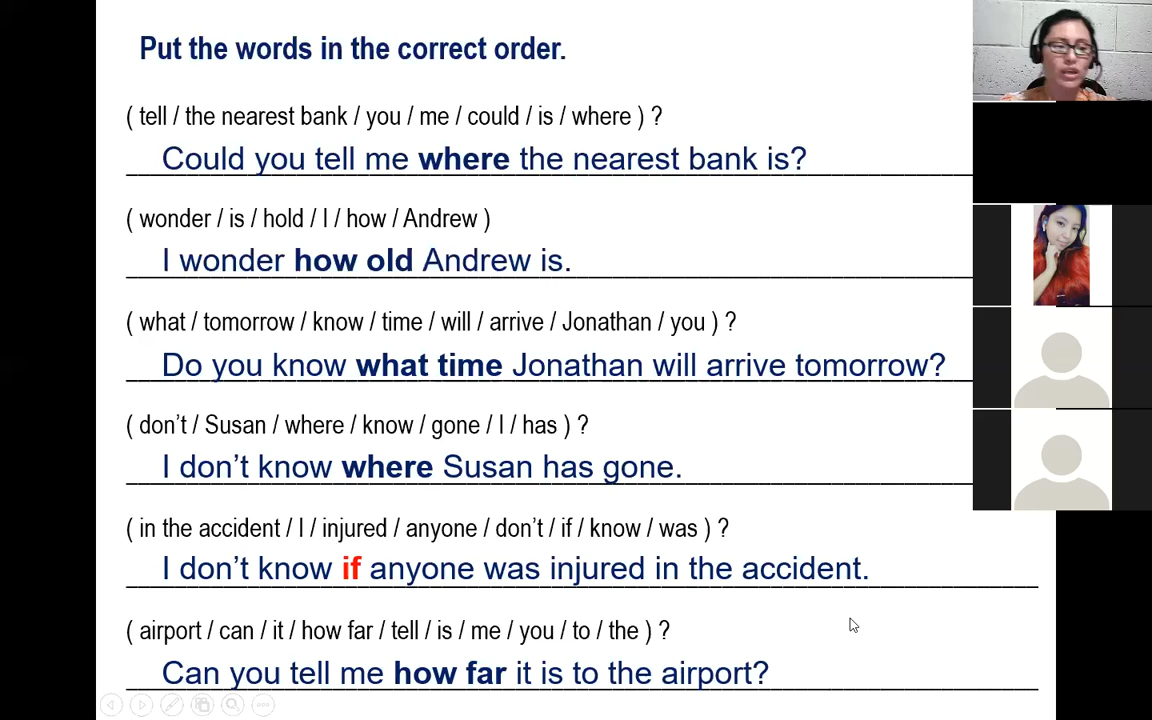 Put the words in the correct order.
( tell / the nearest bank / you / me / could / is / where ) ?
Could you tell me where the nearest bank is?
( wonder / is / hold / I / how / Andrew )
I wonder how old Andrew is.
( what / tomorrow / know / time / will / arrive / Jonathan / you ) ?
Do you know what time Jonathan will arrive tomorrow?
( don’t / Susan / where / know / gone / I / has ) ?
I don’t know where Susan has gone.
( in the accident / I / injured / anyone / don’t / if / know / was ) ?
I don’t know if anyone was injured in the accident.
( airport / can / it / how far / tell / is / me / you / to / the ) ?
Can you tell me how far it is to the airport?